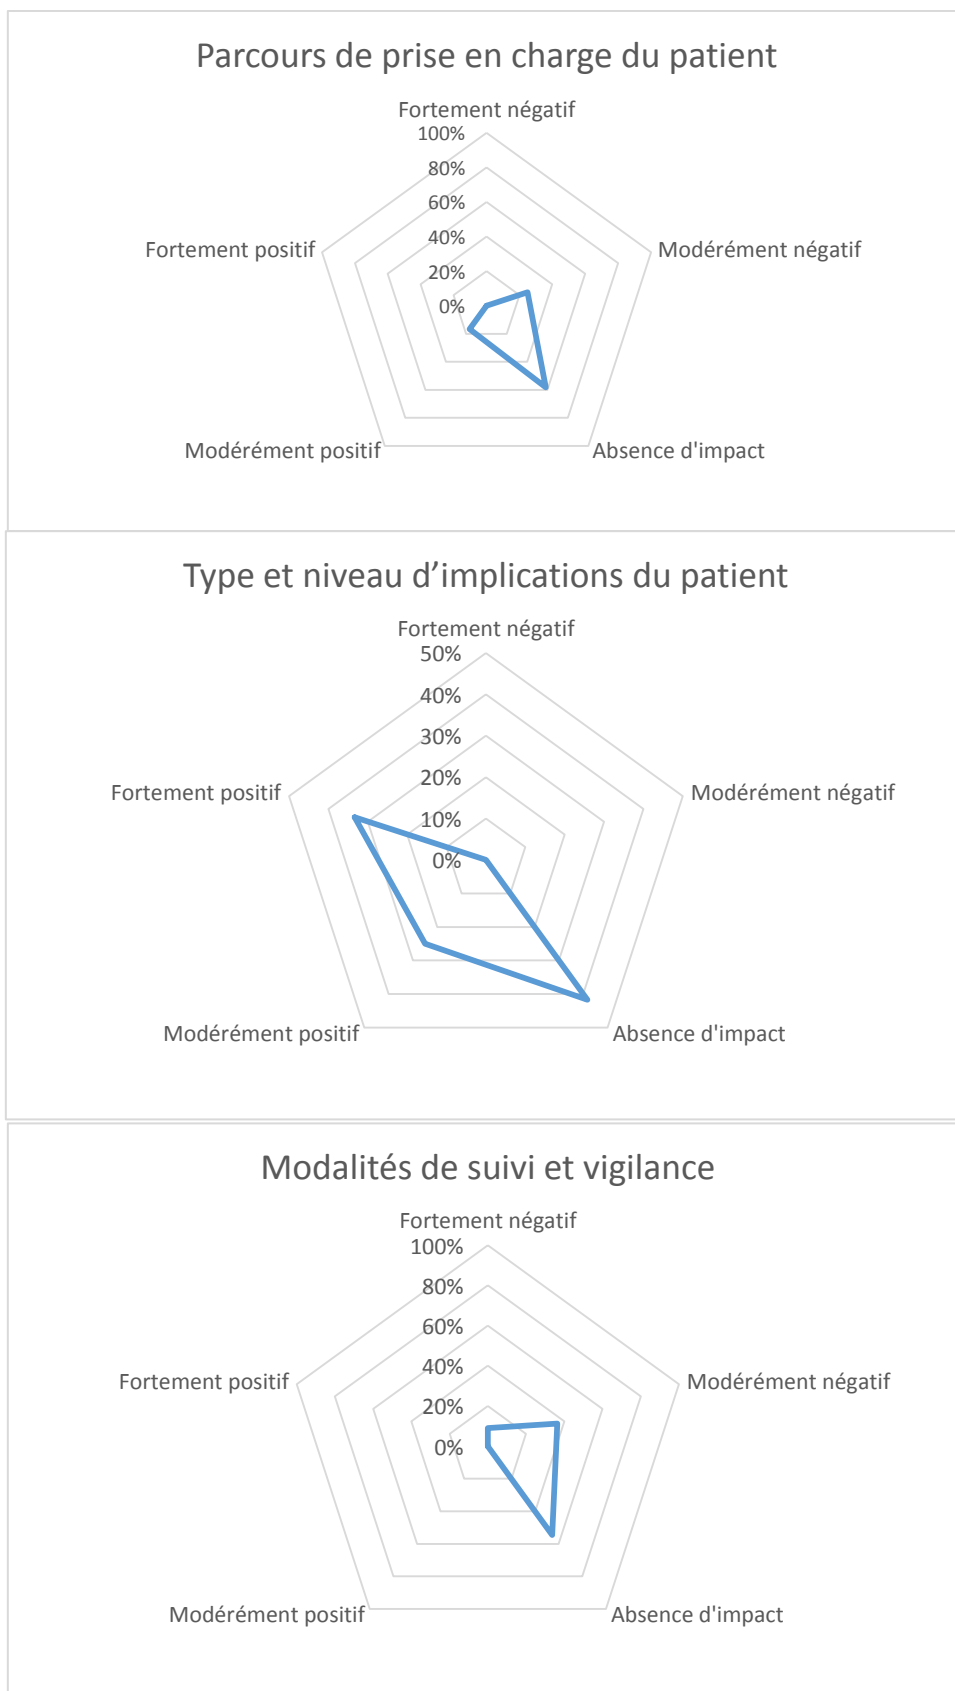 Parcours de prise en charge du patient
Fortement négatif
100%
80%
60%
40%
20%
0%
Fortement positif
Modérément négatif
Modérément positif
Absence d'impact
Type et niveau d’implications du patient
Fortement négatif
50%
40%
30%
20%
10%
0%
Fortement positif
Modérément négatif
Modérément positif
Absence d'impact
Modalités de suivi et vigilance
Fortement négatif
100%
80%
60%
40%
20%
0%
Fortement positif
Modérément négatif
Modérément positif
Absence d'impact